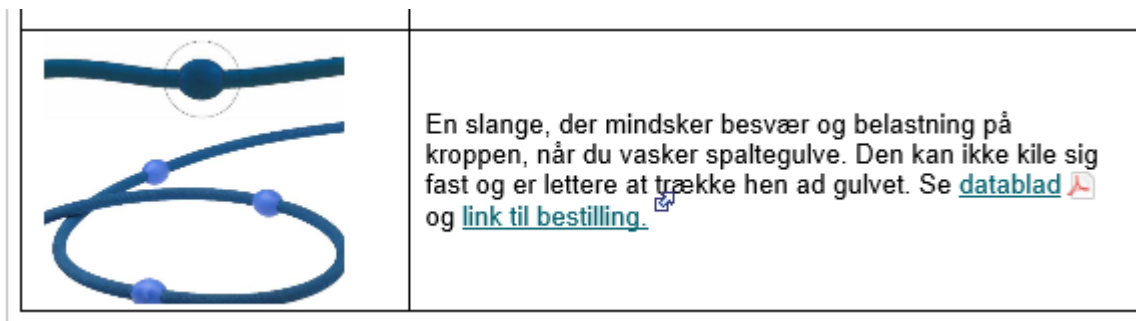 En slange, der mindsker besvær og belastning på
kroppen, når du vasker spaltegulve. Den kan ikke kile sig
fast og er lettere at trække hen ad gulvet. Se datablad
og link til bestilling.